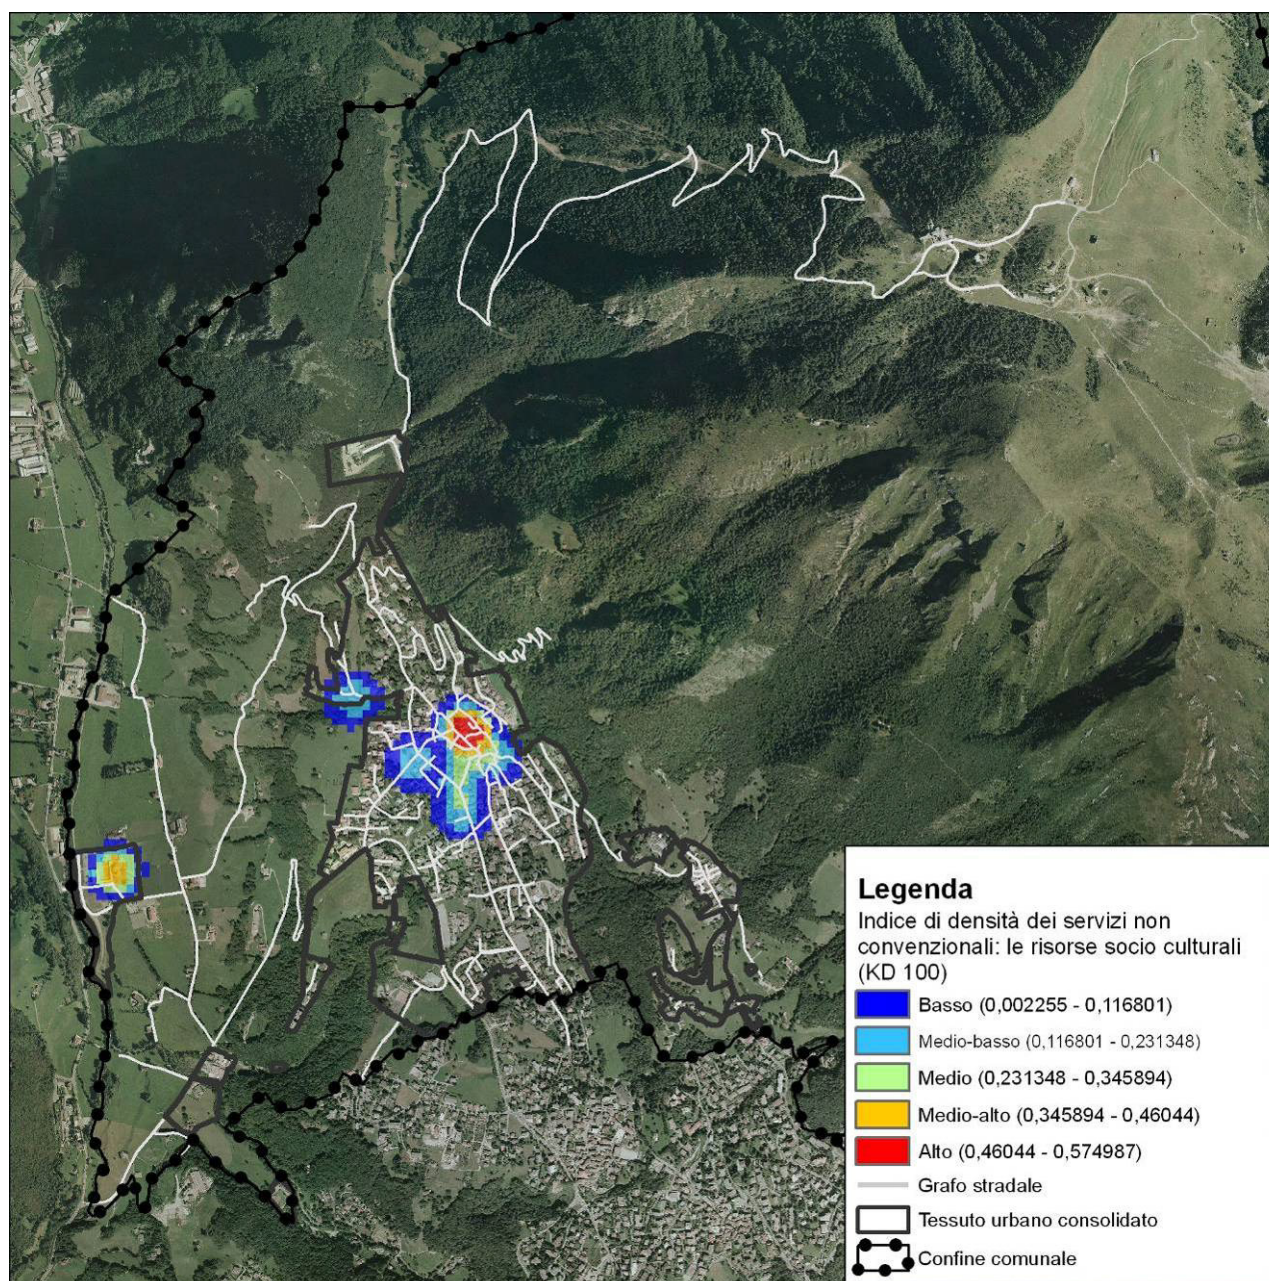 Legenda
Indice di densità dei servizi non
convenzionali: le risorse socio culturali
(KD 100)
Basso (0,002255 - 0,116801)
Medio-basso (0,116801 - 0,231348)
Medio (0,231348 - 0,345894)
Medio-alto (0,345894 - 0,46044)
Alto (0,46044 - 0,574987)
Grafo stradale
Tessuto urbano consolidato
Confine comunale